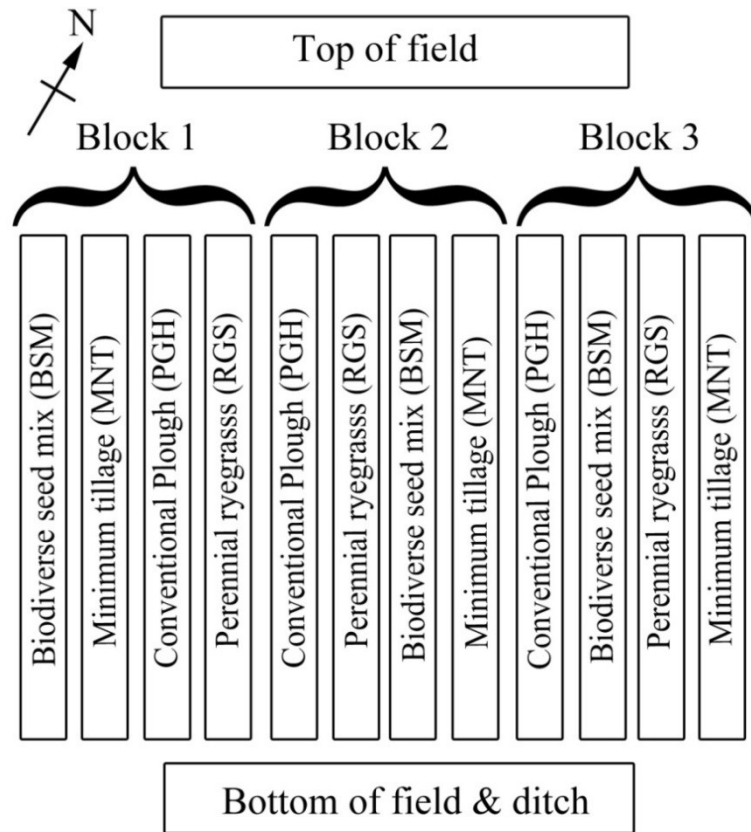 N
Top of field
Block 1
Block 2
Block 3
Biodiverse seed mix (BSM)
Minimum tillage (MNT)
Conventional Plough (PGH)
Perennial ryegrasss (RGS)
Conventional Plough (PGH)
Perennial ryegrasss (RGS)
Biodiverse seed mix (BSM)
Minimum tillage (MNT)
Conventional Plough (PGH)
Biodiverse seed mix (BSM)
Perennial ryegrasss (RGS)
Minimum tillage (MNT)
Bottom of field & ditch